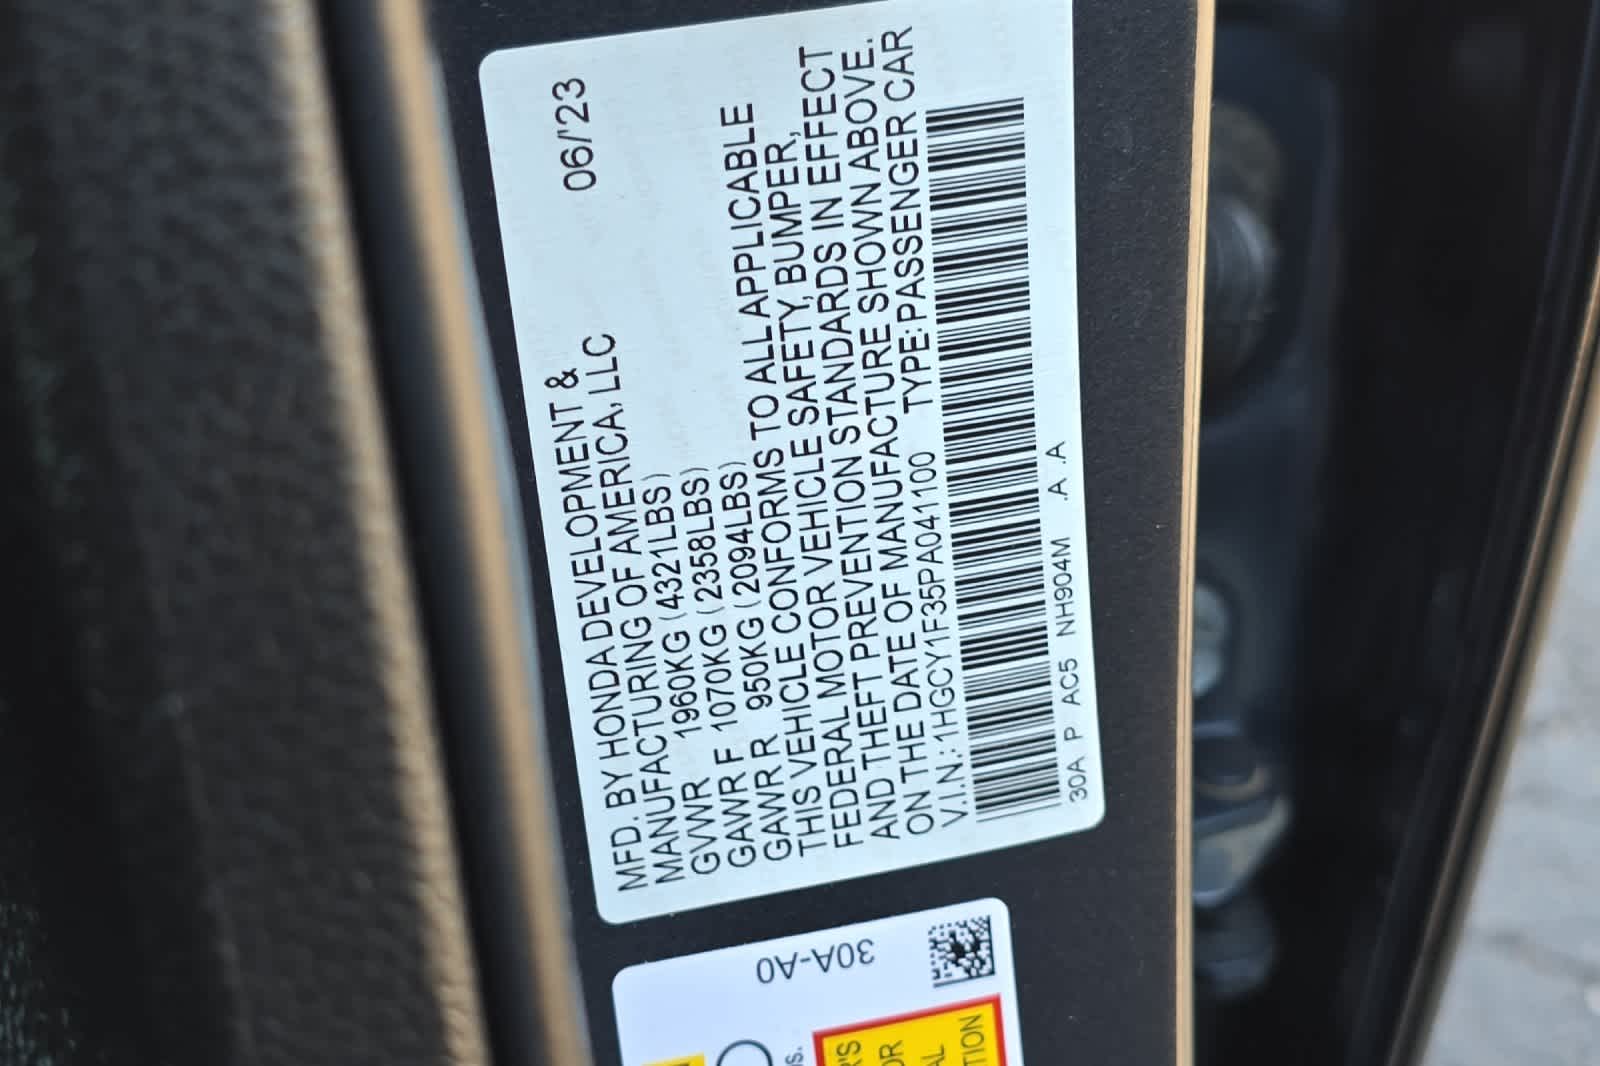 MFD. BY HONDA DEVELOPMENT & 06/'23
MANUFACTURING OF AMERICA, LLC
GVWR 1960KG (4321LBS)
GAWR F 1070KG (2358LBS)
GAWR R 950KG (2094LBS)
THIS VEHICLE CONFORMS TO ALL APPLICABLE
FEDERAL MOTOR VEHICLE SAFETY, BUMPER,
AND THEFT PREVENTION STANDARDS IN EFFECT
ON THE DATE OF MANUFACTURE SHOWN ABOVE.
V.I.N.:1HGCY1F35PA041100 TYPE:PASSENGER CAR
30A P AC5 NH904M .A .A
30A-A0